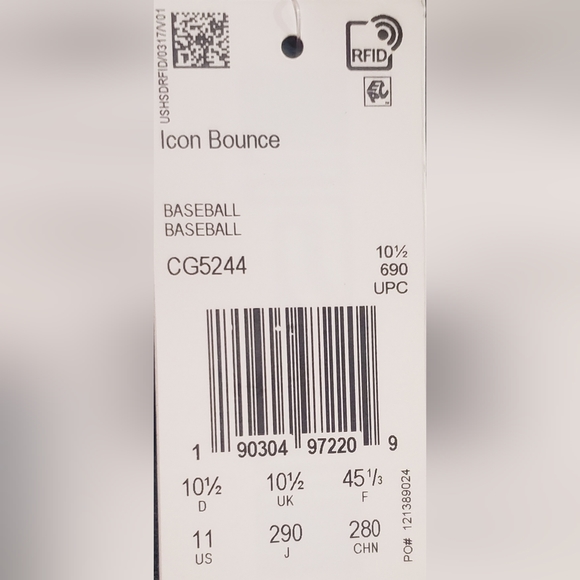 USHSDRFID/0317/V01
RFID
EPC
Icon Bounce
BASEBALL
BASEBALL
CG5244
10½
690
UPC
1 90304 97220 9
10½ 10½ 45⅓
D UK F
11 290 280
US J CHN
PO# 121389024